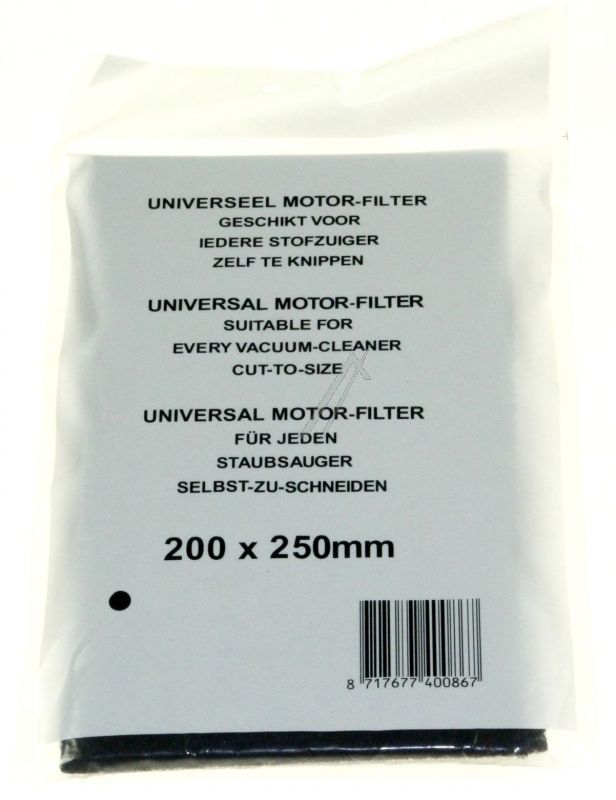 UNIVERSEEL MOTOR-FILTER
GESCHIKT VOOR
IEDERE STOFZUIGER
ZELF TE KNIPPEN
UNIVERSAL MOTOR-FILTER
SUITABLE FOR
EVERY VACUUM-CLEANER
CUT-TO-SIZE
UNIVERSAL MOTOR-FILTER
FÜR JEDEN
STAUBSAUGER
SELBST-ZU-SCHNEIDEN
200 x 250mm
8 717677 400867